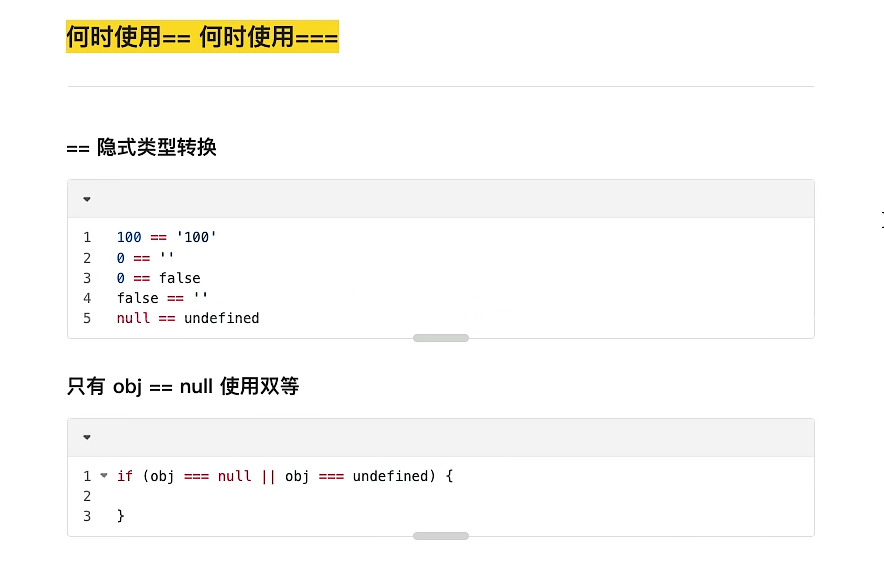 何时使用== 何时使用===
== 隐式类型转换
1 100 == '100'
2 0 == ''
3 0 == false
4 false == ''
5 null == undefined
只有 obj == null 使用双等
1 if (obj === null || obj === undefined) {
2
3 }